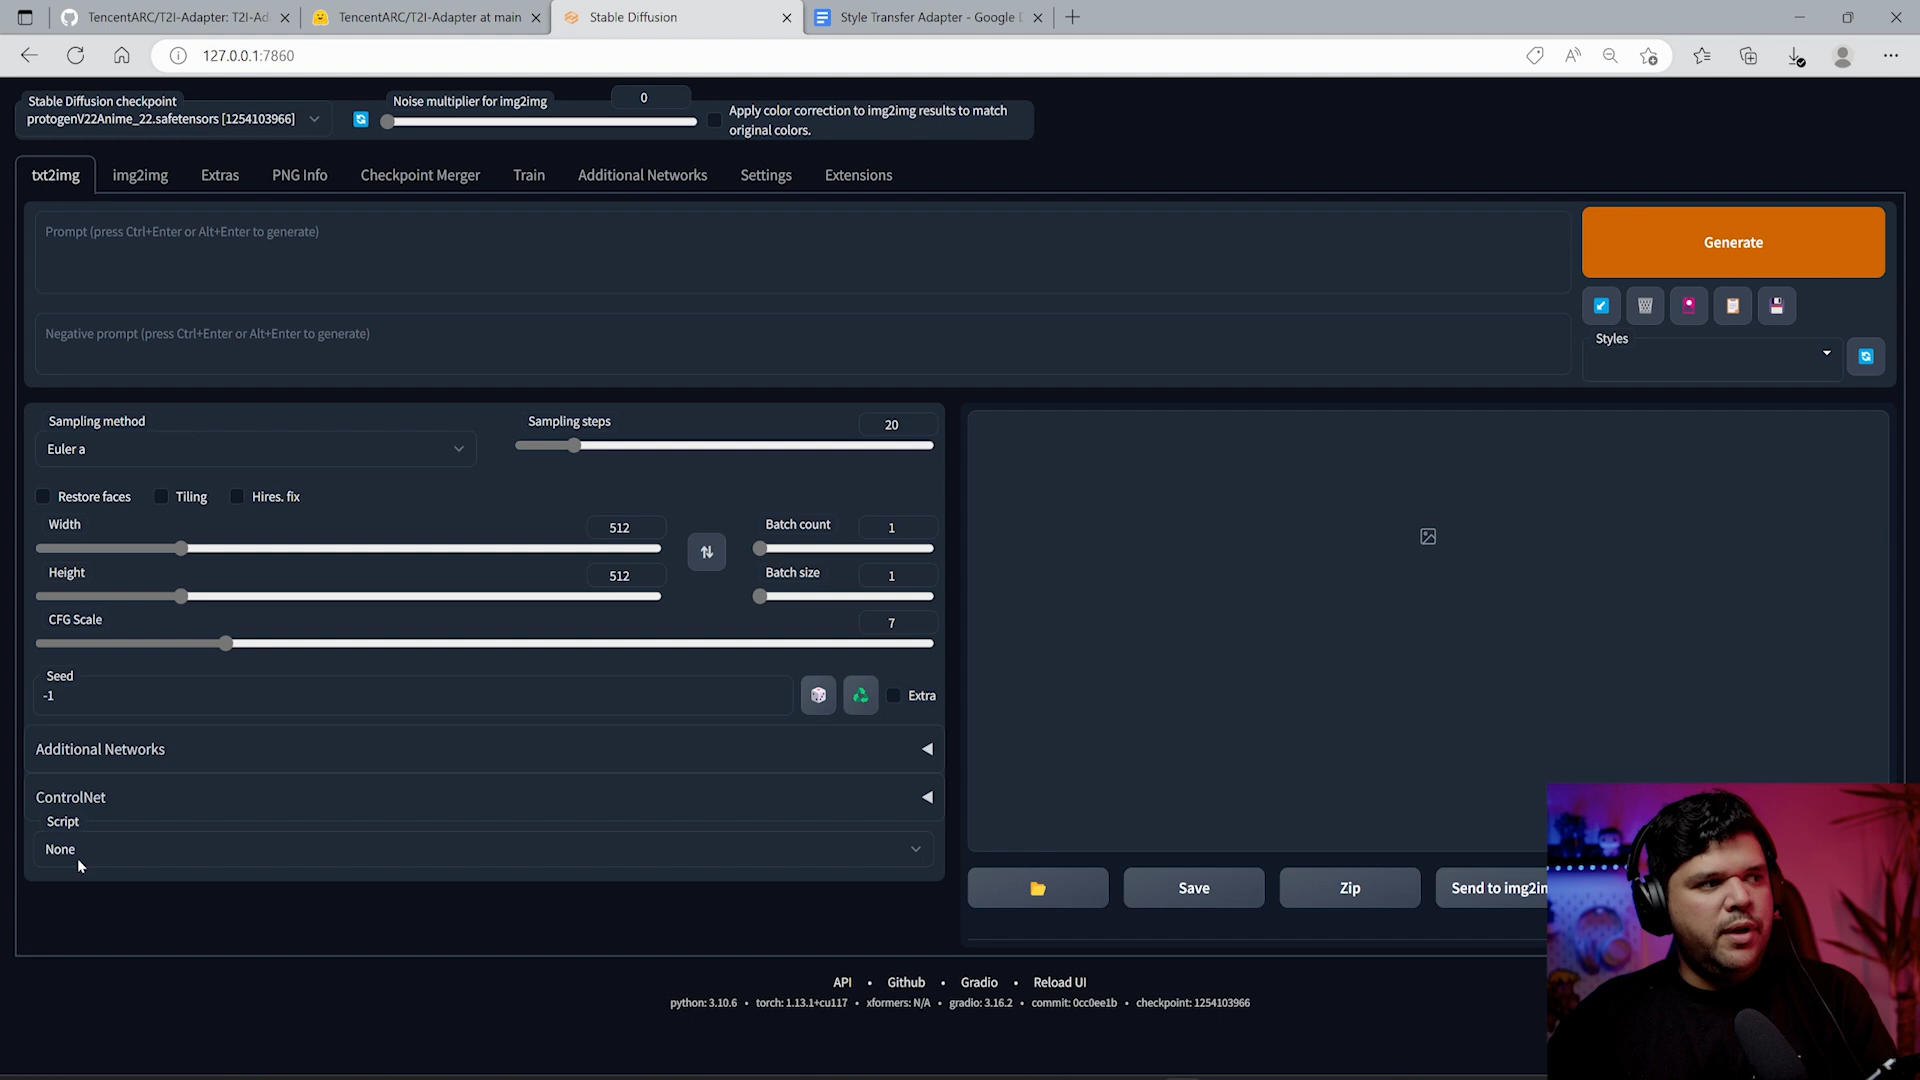 TencentARC/T2I-Adapter: T2I-Ad
TencentARC/T2I-Adapter at main
Stable Diffusion
Style Transfer Adapter - Google D
127.0.0.1:7860
Stable Diffusion checkpoint
protogenV22Anime_22.safetensors [1254103966]
Noise multiplier for img2img
0
Apply color correction to img2img results to match
original colors.
txt2img
img2img
Extras
PNG Info
Checkpoint Merger
Train
Additional Networks
Settings
Extensions
Prompt (press Ctrl+Enter or Alt+Enter to generate)
Generate
Negative prompt (press Ctrl+Enter or Alt+Enter to generate)
Styles
Sampling method
Euler a
Sampling steps
20
Restore faces
Tiling
Hires. fix
Width
512
Batch count
1
Height
512
Batch size
1
CFG Scale
7
Seed
-1
Extra
Additional Networks
ControlNet
Script
None
Save
Zip
Send to img2im
API • Github • Gradio • Reload UI
python: 3.10.6 • torch: 1.13.1+cu117 • xformers: N/A • gradio: 3.16.2 • commit: 0cc0ee1b • checkpoint: 1254103966